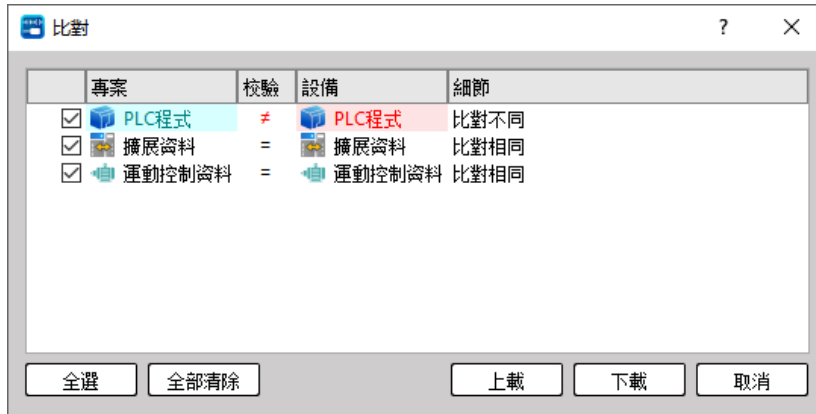 比對 ?
專案 校驗 設備 細節
PLC程式 ≠ PLC程式 比對不同
擴展資料 = 擴展資料 比對相同
運動控制資料 = 運動控制資料 比對相同
全選 全部清除 上載 下載 取消